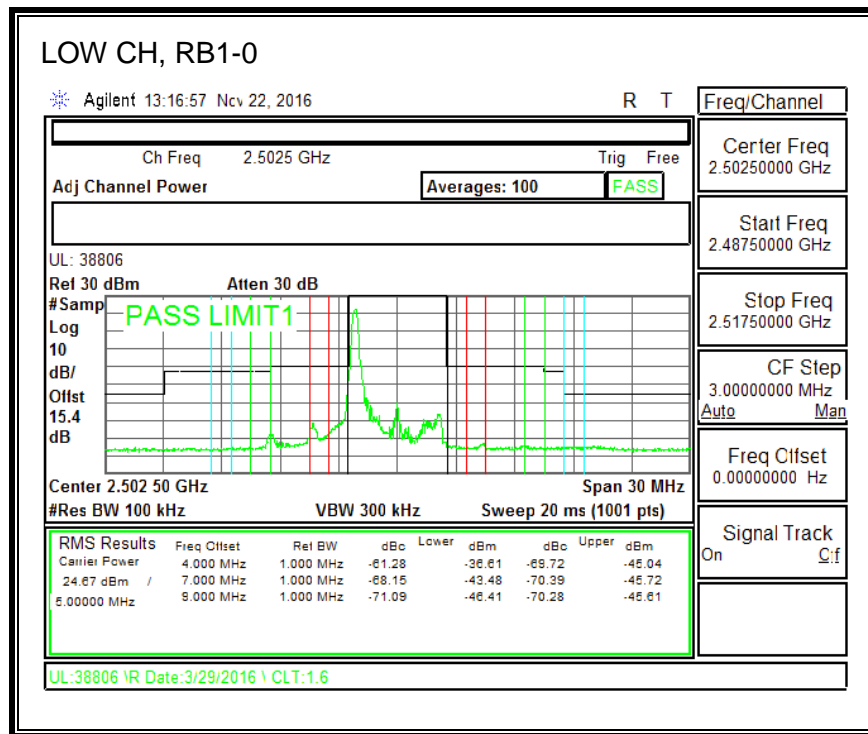 LOW CH, RB1-0
Agilent 13:16:57 Nov 22, 2016 R T
Freq/Channel
Ch Freq 2.5025 GHz Trig Free
Adj Channel Power Averages: 100 PASS
UL: 38806
Ref 30 dBm Atten 30 dB
#Samp
Log
10
dB/
Offst
15.4
dB
PASS LIMIT1
Center 2.502 50 GHz Span 30 MHz
#Res BW 100 kHz VBW 300 kHz Sweep 20 ms (1001 pts)
RMS Results Freq Offset Ref BW dBc Lower dBm dBc Upper dBm
Carrier Power 4.000 MHz 1.000 MHz -61.28 -36.61 -69.72 -45.04
24.67 dBm / 7.000 MHz 1.000 MHz -68.15 -43.48 -70.39 -45.72
5.00000 MHz 9.000 MHz 1.000 MHz -71.09 -46.41 -70.28 -45.61
UL:38806 \R Date:3/29/2016 \ CLT:1.6
Center Freq
2.50250000 GHz
Start Freq
2.48750000 GHz
Stop Freq
2.51750000 GHz
CF Step
3.00000000 MHz
Auto Man
Freq Offset
0.00000000 Hz
Signal Track
On Off